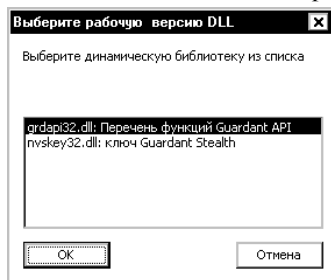 Выберите рабочую версию DLL
Выберите динамическую библиотеку из списка
grdapi32.dll: Перечень функций Guardant API
nvskey32.dll: ключ Guardant Stealth
OK
Отмена